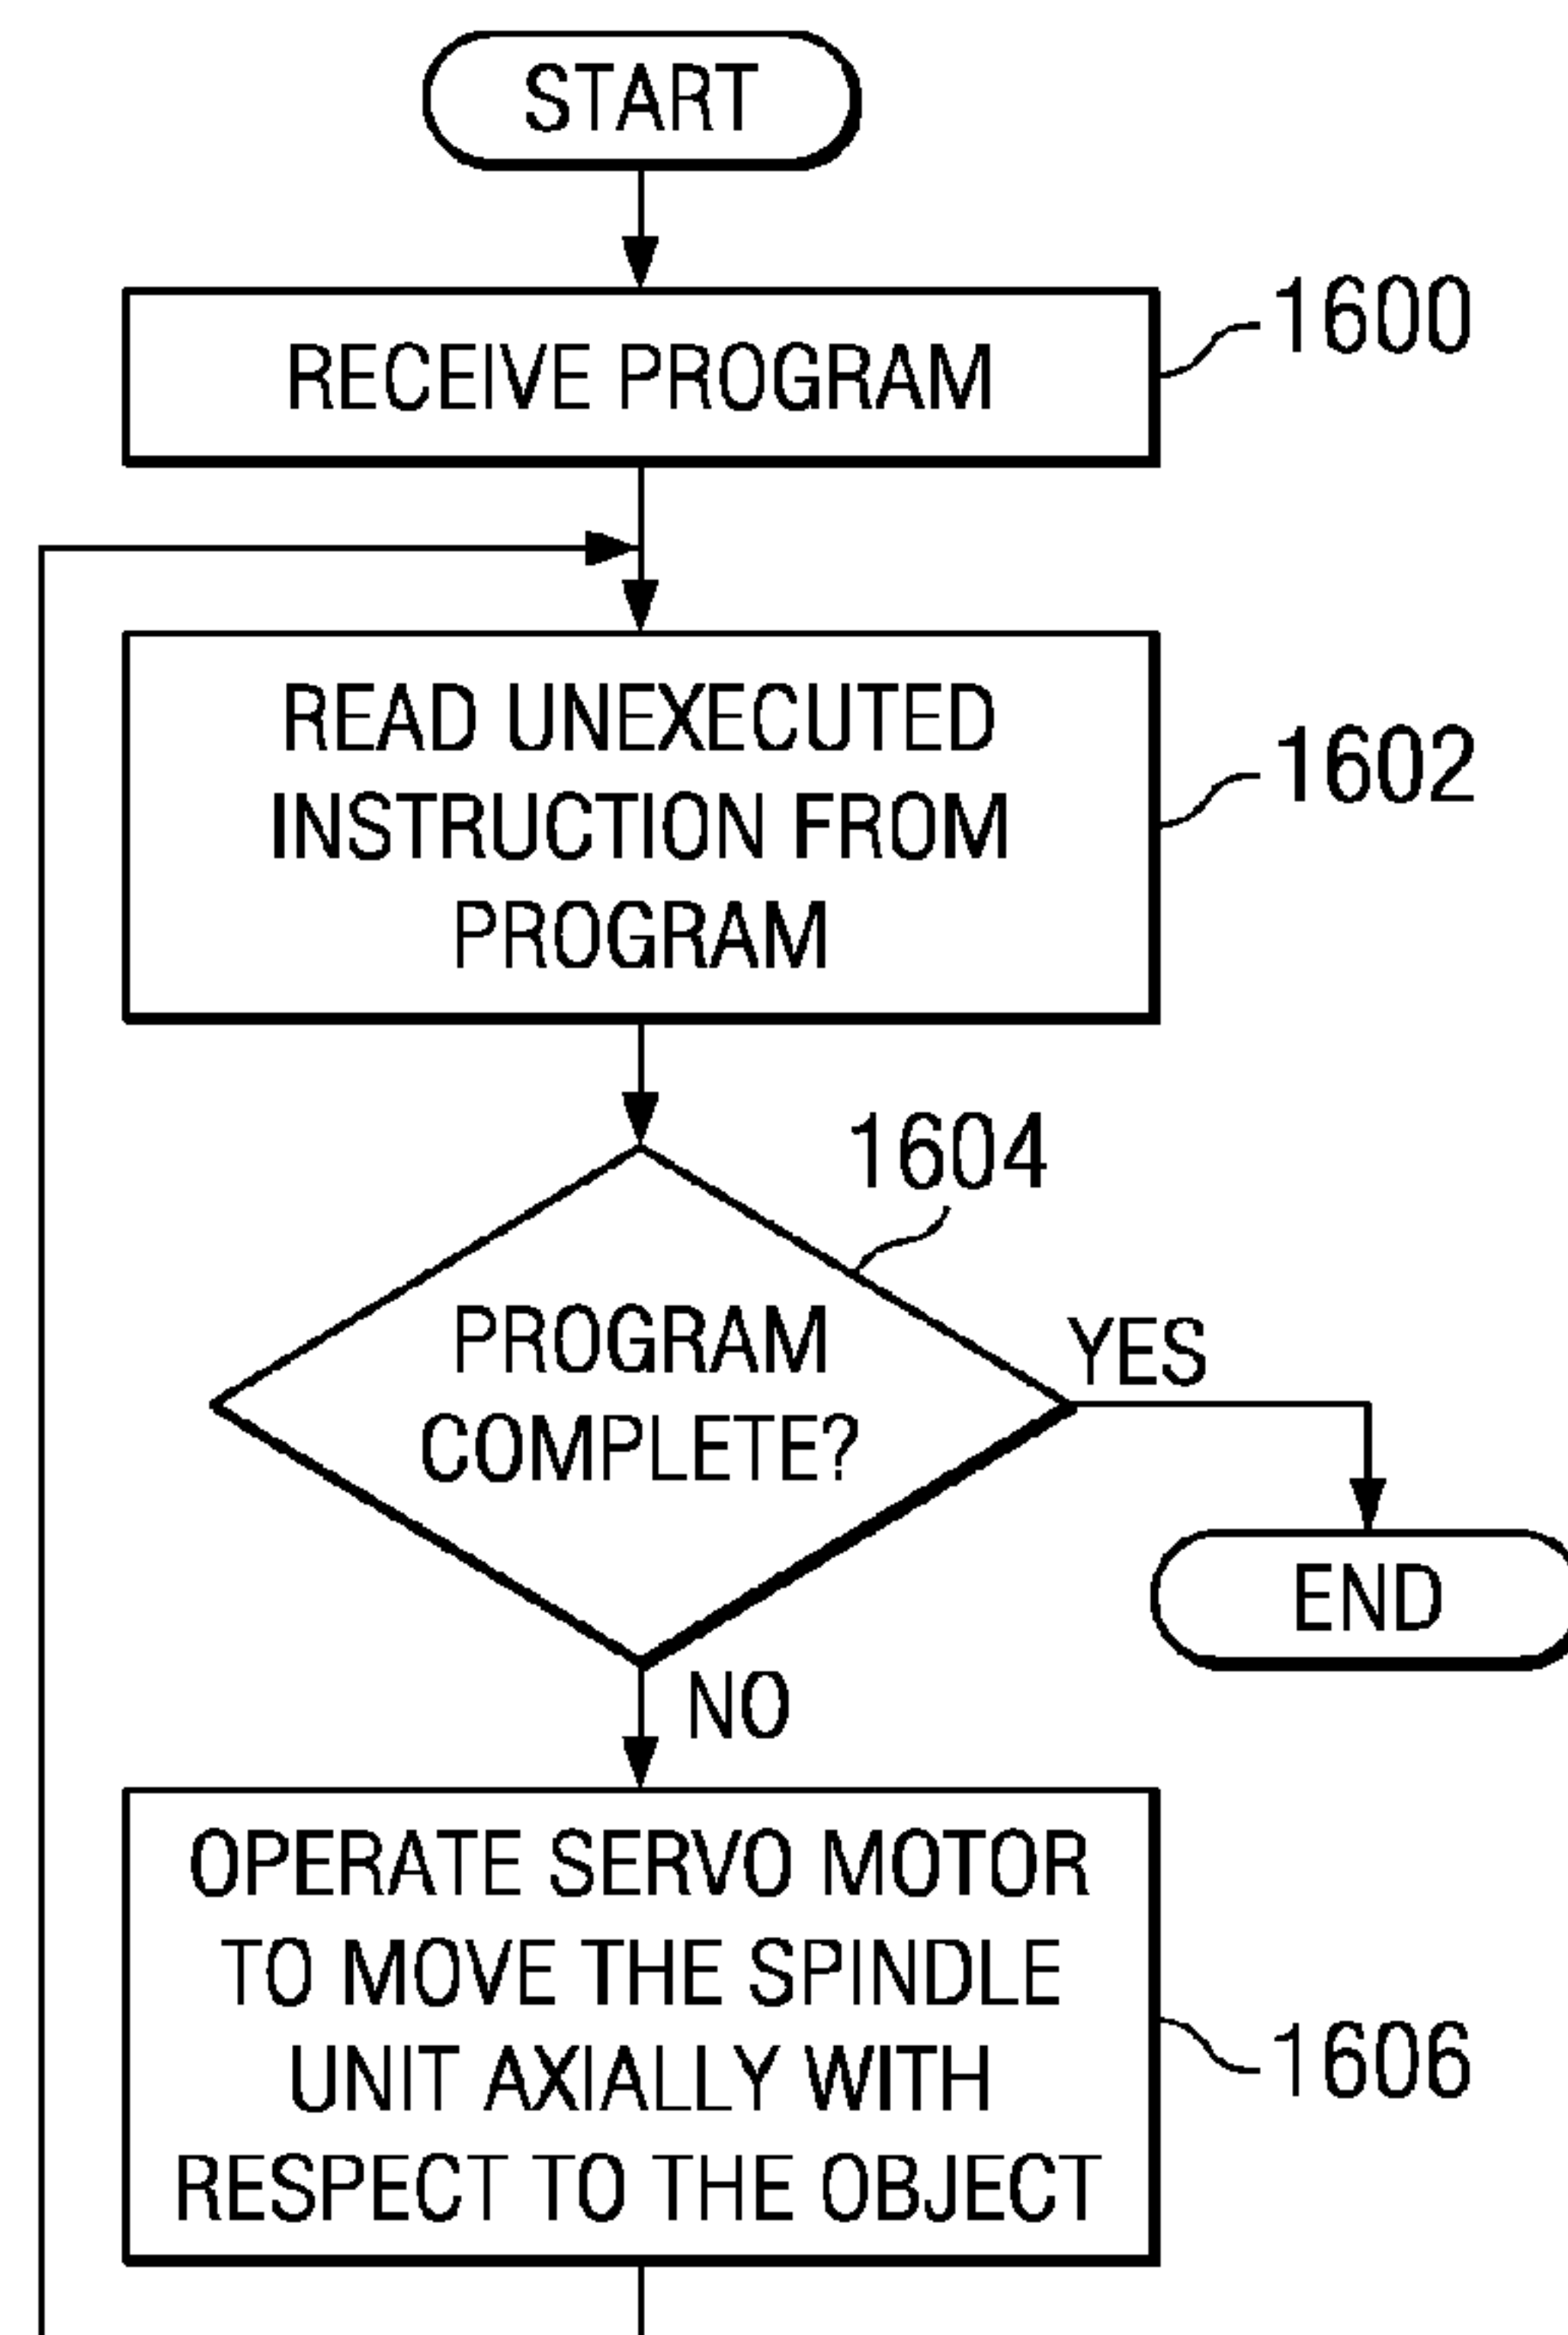 START
RECEIVE PROGRAM
1600
READ UNEXECUTED
INSTRUCTION FROM
PROGRAM
1602
1604
PROGRAM
COMPLETE?
YES
END
NO
OPERATE SERVO MOTOR
TO MOVE THE SPINDLE
UNIT AXIALLY WITH
RESPECT TO THE OBJECT
1606